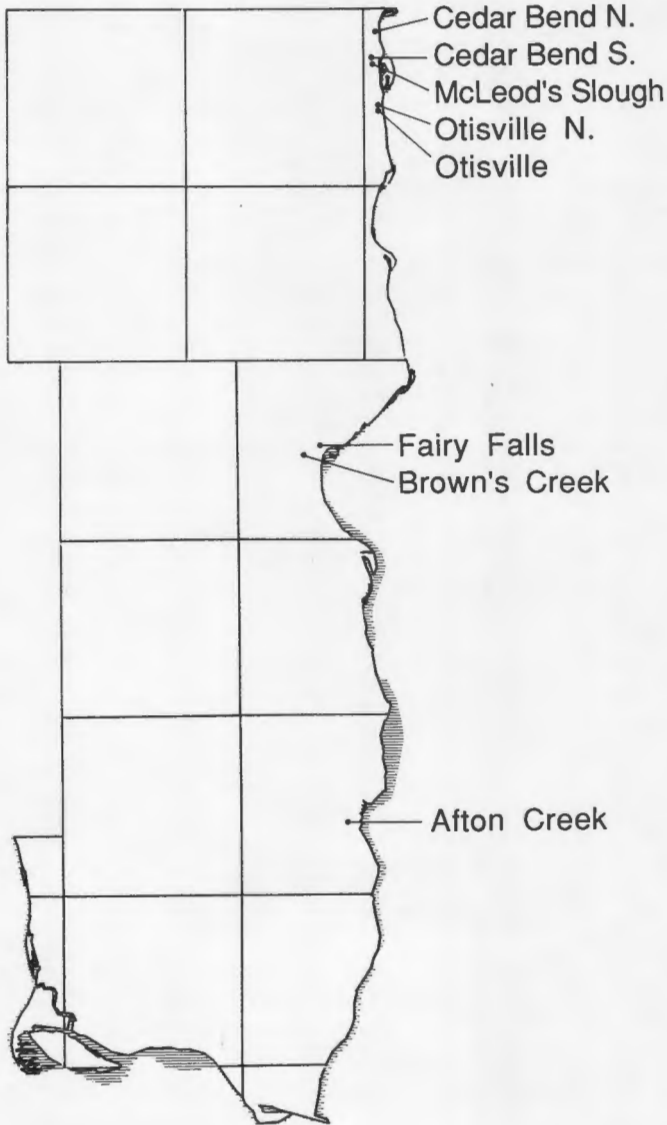 Cedar Bend N.
Cedar Bend S.
McLeod's Slough
Otisville N.
Otisville
Fairy Falls
Brown's Creek
Afton Creek